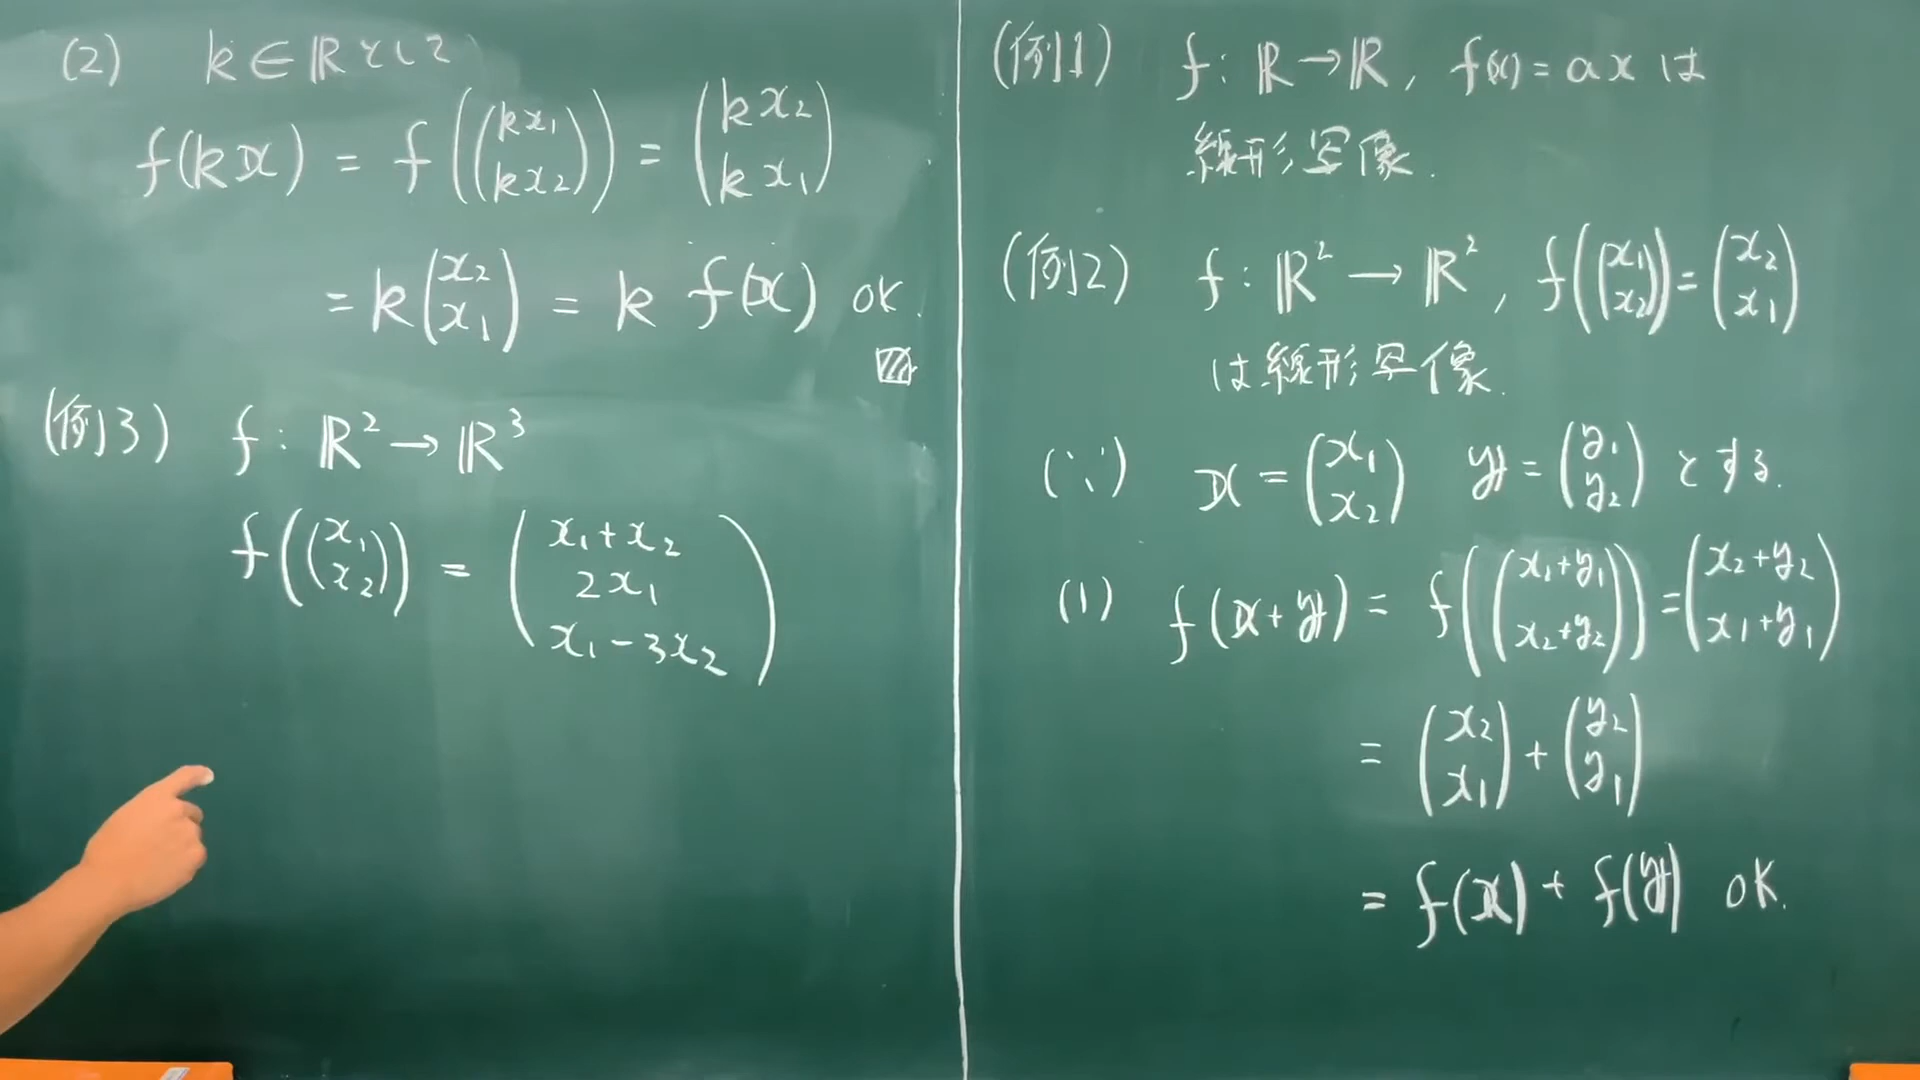 (2) k∈ℝとして
f(k𝕩) = f((kx₁ kx₂)) = (kx₂ kx₁)
= k(x₂ x₁) = k f(𝕩) OK.
(例3) f: ℝ² → ℝ³
f((x₁ x₂)) = (x₁+x₂ 2x₁ x₁-3x₂)
(例1) f: ℝ→ℝ, f(x) = ax は
線形写像.
(例2) f: ℝ² → ℝ², f((x₁ x₂)) = (x₂ x₁)
は線形写像.
(∵) 𝕩 = (x₁ x₂) 𝕪 = (y₁ y₂) とする.
(1) f(𝕩+𝕪) = f((x₁+y₁ x₂+y₂)) = (x₂+y₂ x₁+y₁)
= (x₂ x₁) + (y₂ y₁)
= f(𝕩) + f(𝕪) OK.